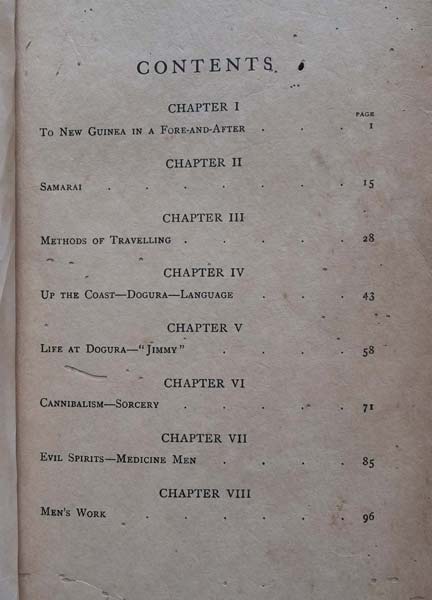 CONTENTS
CHAPTER I
PAGE
TO NEW GUINEA IN A FORE-AND-AFTER . . . 1
CHAPTER II
SAMARAI . . . . . . . 15
CHAPTER III
METHODS OF TRAVELLING . . . . . 28
CHAPTER IV
UP THE COAST—DOGURA—LANGUAGE . . . 43
CHAPTER V
LIFE AT DOGURA—"JIMMY" . . . . 58
CHAPTER VI
CANNIBALISM—SORCERY . . . . . 71
CHAPTER VII
EVIL SPIRITS—MEDICINE MEN . . . . 85
CHAPTER VIII
MEN'S WORK . . . . . . 96